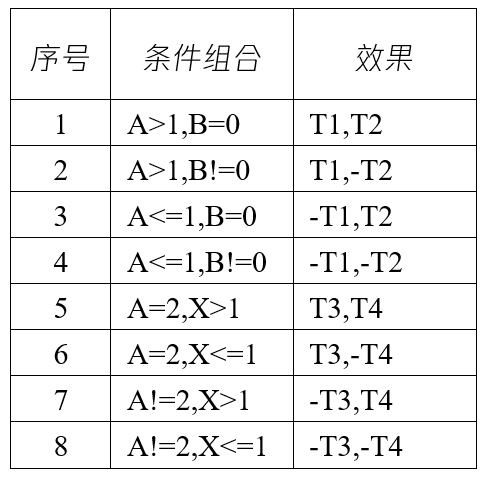 序号 条件组合 效果
1 A>1,B=0 T1,T2
2 A>1,B!=0 T1,-T2
3 A<=1,B=0 -T1,T2
4 A<=1,B!=0 -T1,-T2
5 A=2,X>1 T3,T4
6 A=2,X<=1 T3,-T4
7 A!=2,X>1 -T3,T4
8 A!=2,X<=1 -T3,-T4